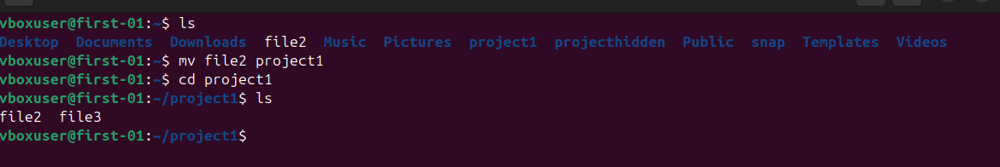 vboxuser@first-01:~$ ls
Desktop  Documents  Downloads  file2  Music  Pictures  project1  projecthidden  Public  snap  Templates  Videos
vboxuser@first-01:~$ mv file2 project1
vboxuser@first-01:~$ cd project1
vboxuser@first-01:~/project1$ ls
file2  file3
vboxuser@first-01:~/project1$